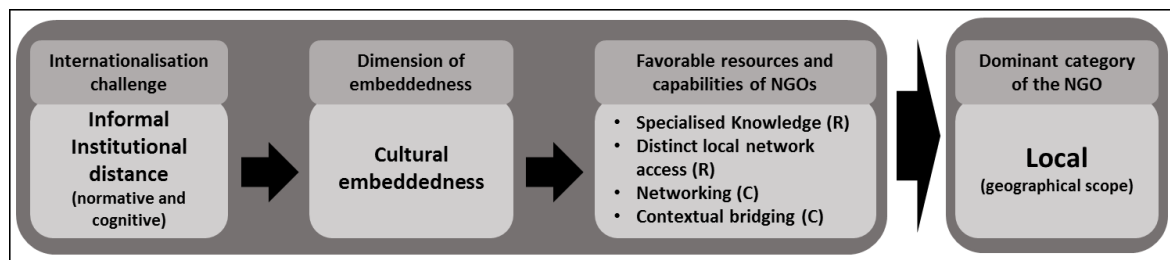 Internationalisation
challenge
Informal
Institutional
distance
(normative and
cognitive)
Dimension of
embeddedness
Cultural
embeddedness
Favorable resources and
capabilities of NGOs
• Specialised Knowledge (R)
• Distinct local network
access (R)
• Networking (C)
• Contextual bridging (C)
Dominant category
of the NGO
Local
(geographical scope)